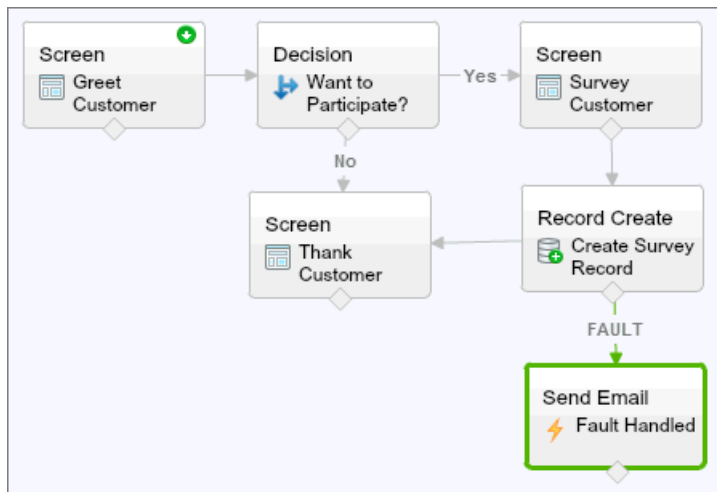 Screen
Greet
Customer
Decision
Want to
Participate?
Yes
Screen
Survey
Customer
No
Screen
Thank
Customer
Record Create
Create Survey
Record
FAULT
Send Email
Fault Handled